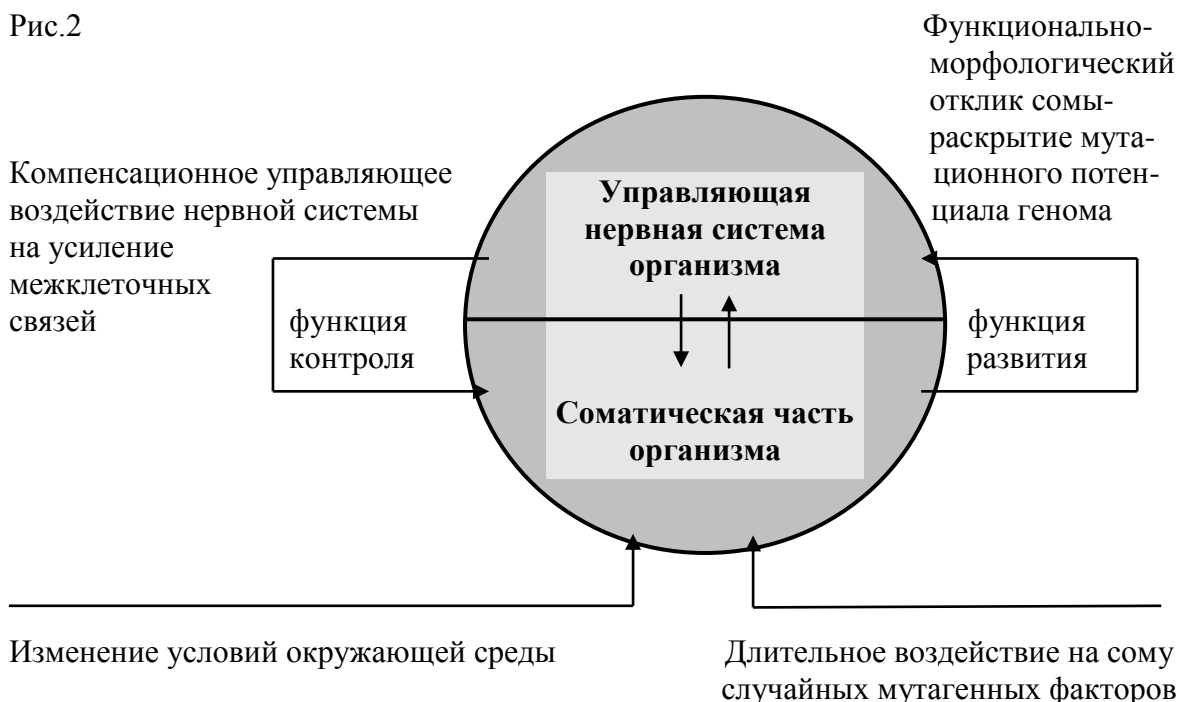 Рис.2
Функционально-
морфологический
отклик сомы-
раскрытие мута-
ционного потен-
циала генома
Компенсационное управляющее
воздействие нервной системы
на усиление
межклеточных
связей
Управляющая
нервная система
организма
функция
контроля
функция
развития
Соматическая часть
организма
Изменение условий окружающей среды
Длительное воздействие на сому
случайных мутагенных факторов